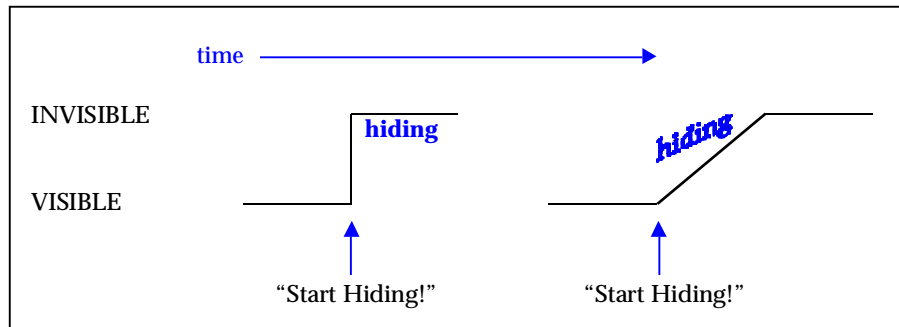 time
INVISIBLE
hiding
hiding
VISIBLE
“Start Hiding!”
“Start Hiding!”